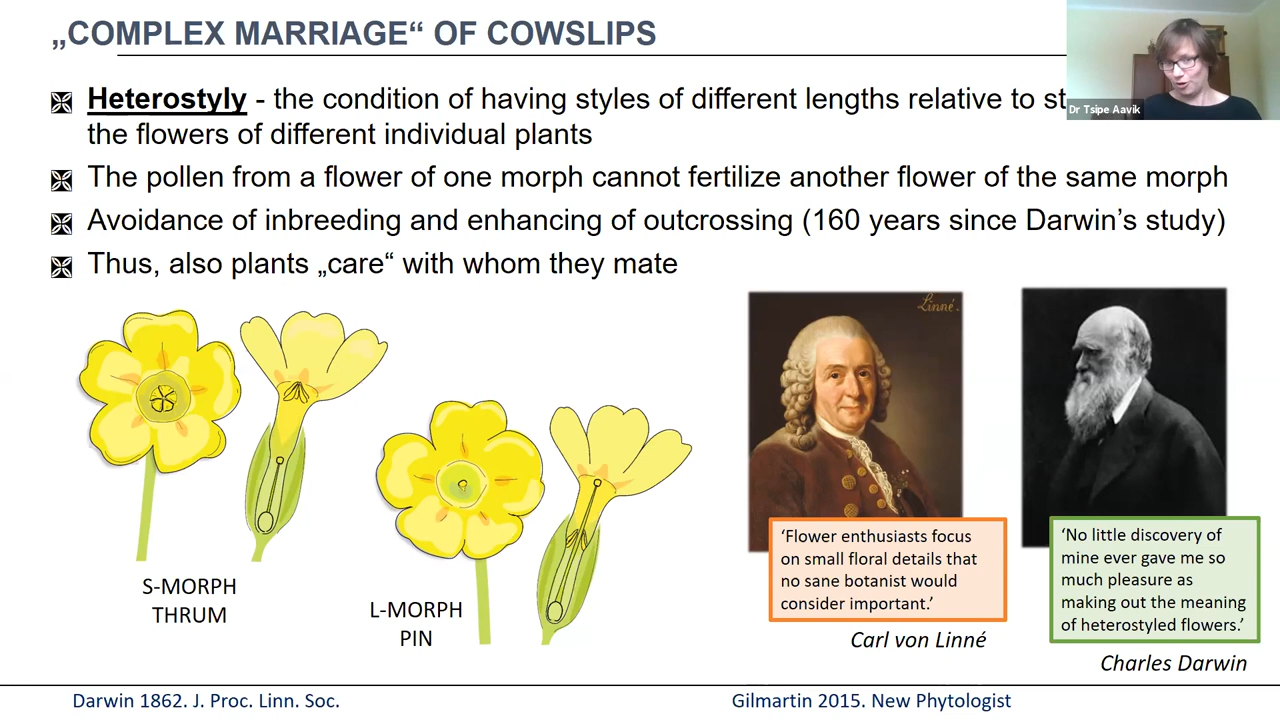 „COMPLEX MARRIAGE“ OF COWSLIPS
Dr Tsipe Aavik
Heterostyly - the condition of having styles of different lengths relative to
the flowers of different individual plants
The pollen from a flower of one morph cannot fertilize another flower of the same morph
Avoidance of inbreeding and enhancing of outcrossing (160 years since Darwin’s study)
Thus, also plants „care“ with whom they mate
Linné.
S-MORPH
THRUM
L-MORPH
PIN
‘Flower enthusiasts focus
on small floral details that
no sane botanist would
consider important.’
Carl von Linné
‘No little discovery of
mine ever gave me so
much pleasure as
making out the meaning
of heterostyled flowers.’
Charles Darwin
Darwin 1862. J. Proc. Linn. Soc.
Gilmartin 2015. New Phytologist